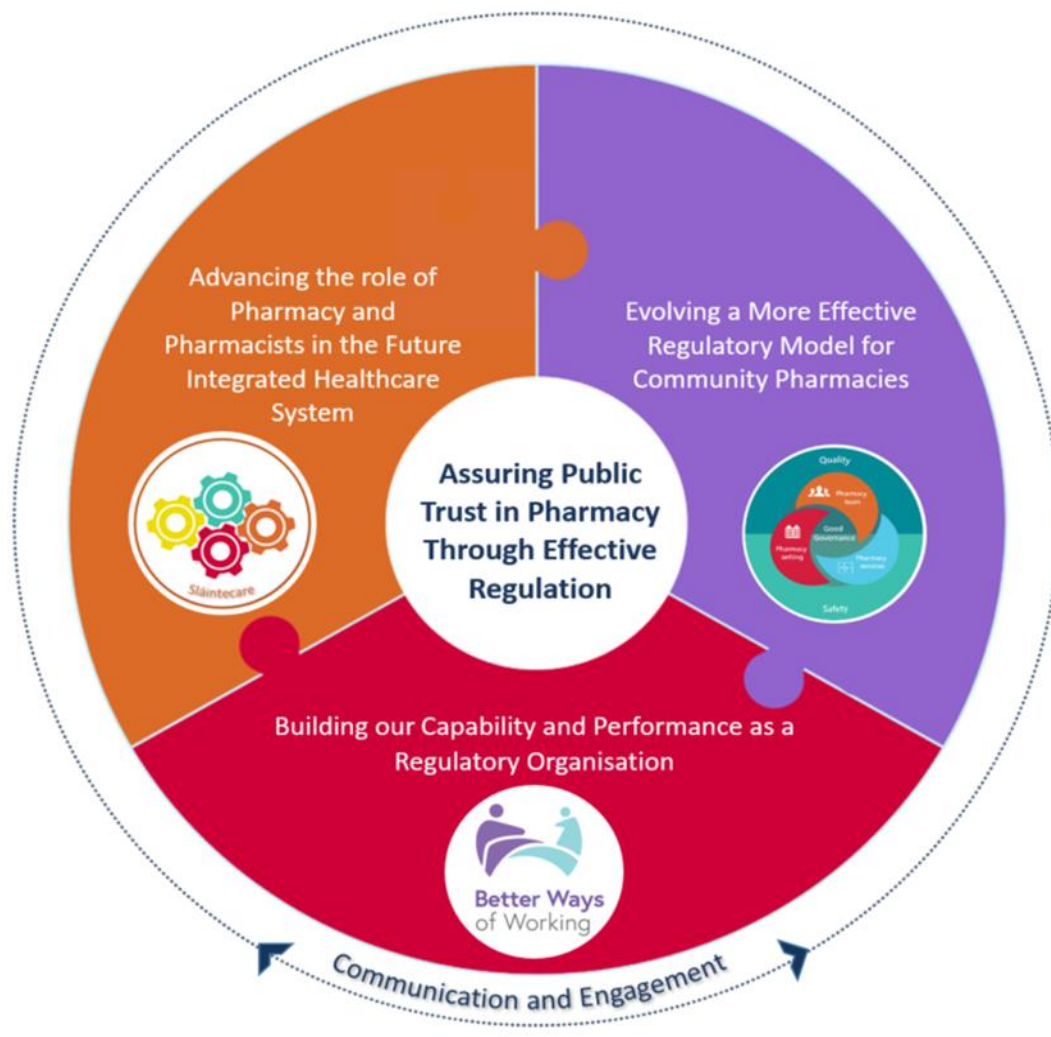 Advancing the role of
Pharmacy and
Pharmacists in the Future
Integrated Healthcare
System
Sláintecare
Evolving a More Effective
Regulatory Model for
Community Pharmacies
Quality
Pharmacy
team
Good
Governance
Pharmacy
setting
Pharmacy
services
Safety
Assuring Public
Trust in Pharmacy
Through Effective
Regulation
Building our Capability and Performance as a
Regulatory Organisation
Better Ways
of Working
Communication and Engagement